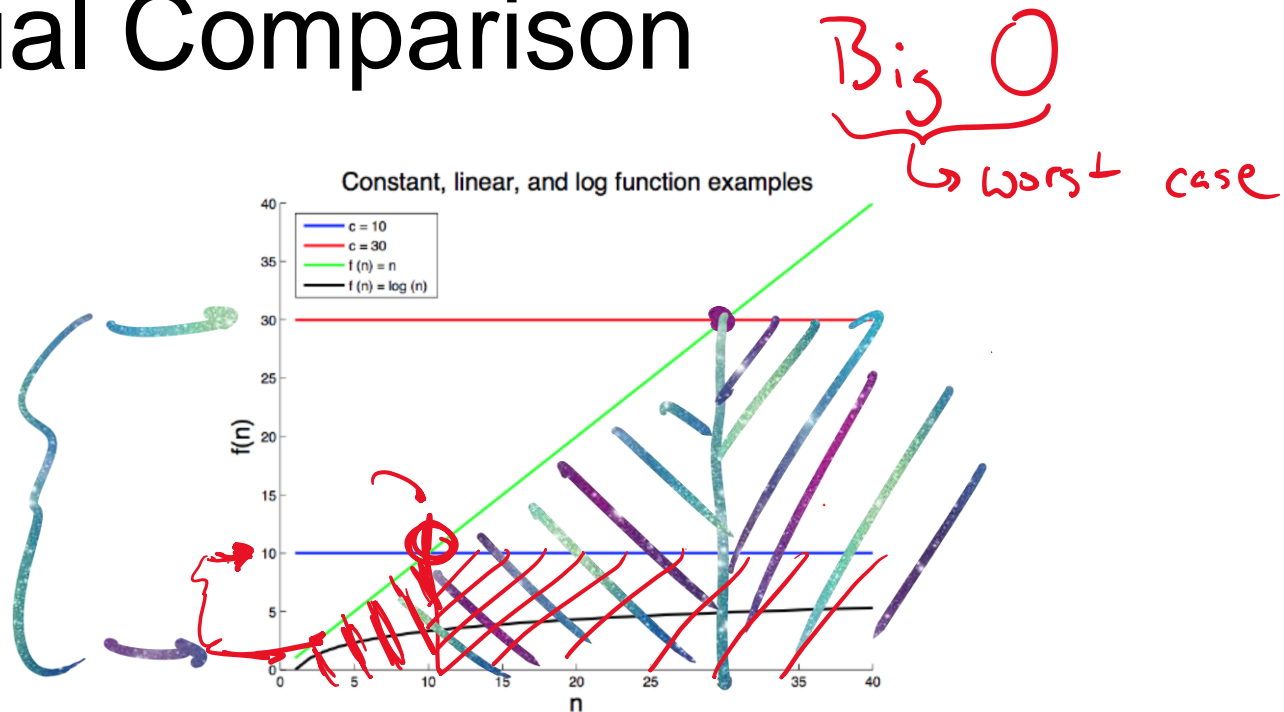 ual Comparison
Big O
worst case
Constant, linear, and log function examples
40
35
30
25
20
15
10
5
0
f(n)
c = 10
c = 30
f (n) = n
f (n) = log (n)
0 5 10 15 20 25 35 40
n